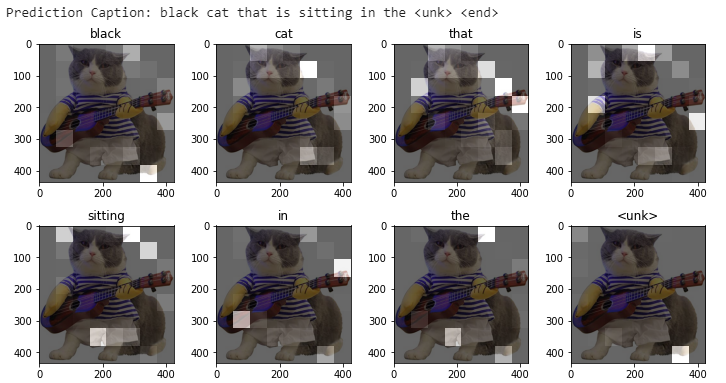 Prediction Caption: black cat that is sitting in the <unk> <end>
black cat that is
0 0 0 0
100 100 100 100
200 200 200 200
300 300 300 300
400 400 400 400
0 200 400 0 200 400 0 200 400 0 200 400
sitting in the <unk>
0 0 0 0
100 100 100 100
200 200 200 200
300 300 300 300
400 400 400 400
0 200 400 0 200 400 0 200 400 0 200 400